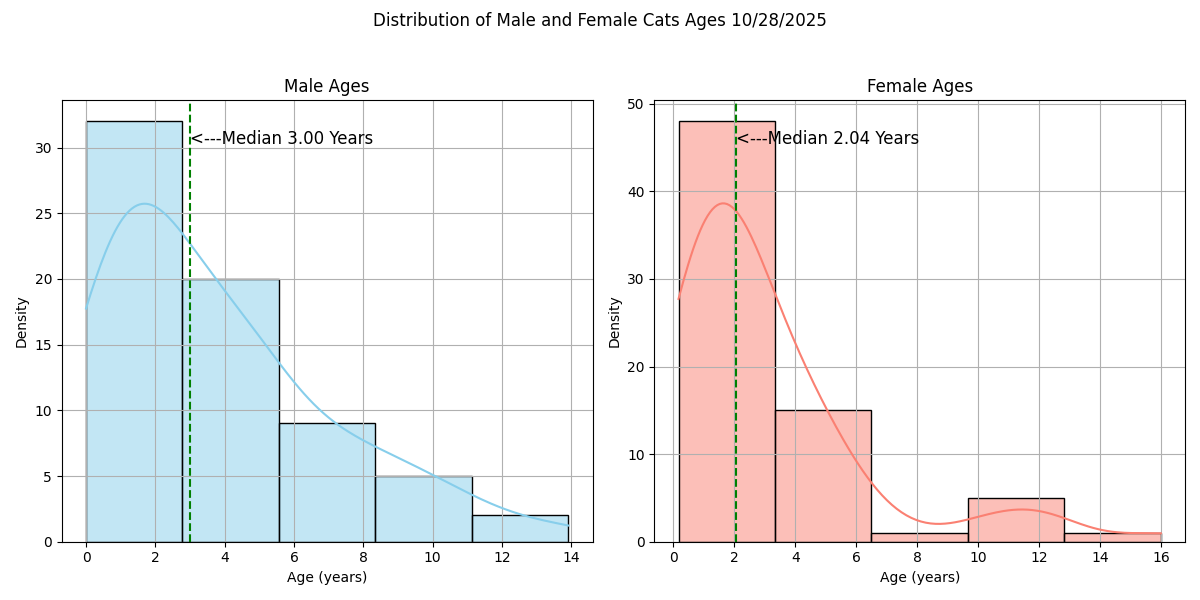 Distribution of Male and Female Cats Ages 10/28/2025
Male Ages
<---Median 3.00 Years
Density
30
25
20
15
10
5
0
0 2 4 6 8 10 12 14
Age (years)
Female Ages
<---Median 2.04 Years
Density
50
40
30
20
10
0
0 2 4 6 8 10 12 14 16
Age (years)